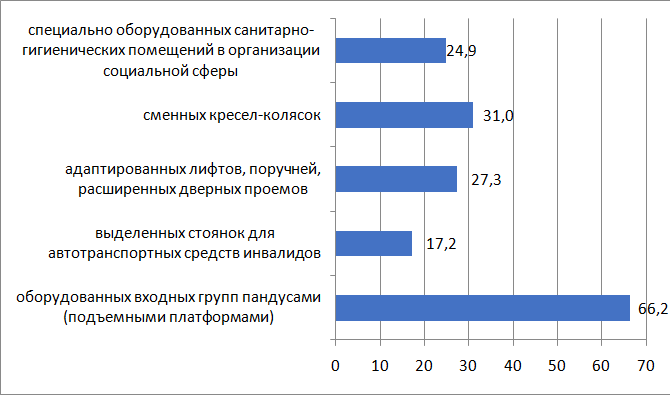 специально оборудованных санитарно-
гигиенических помещений в организации
социальной сферы
24,9
сменных кресел-колясок
31,0
адаптированных лифтов, поручней,
расширенных дверных проемов
27,3
выделенных стоянок для
автотранспортных средств инвалидов
17,2
оборудованных входных групп пандусами
(подъемными платформами)
66,2
0 10 20 30 40 50 60 70